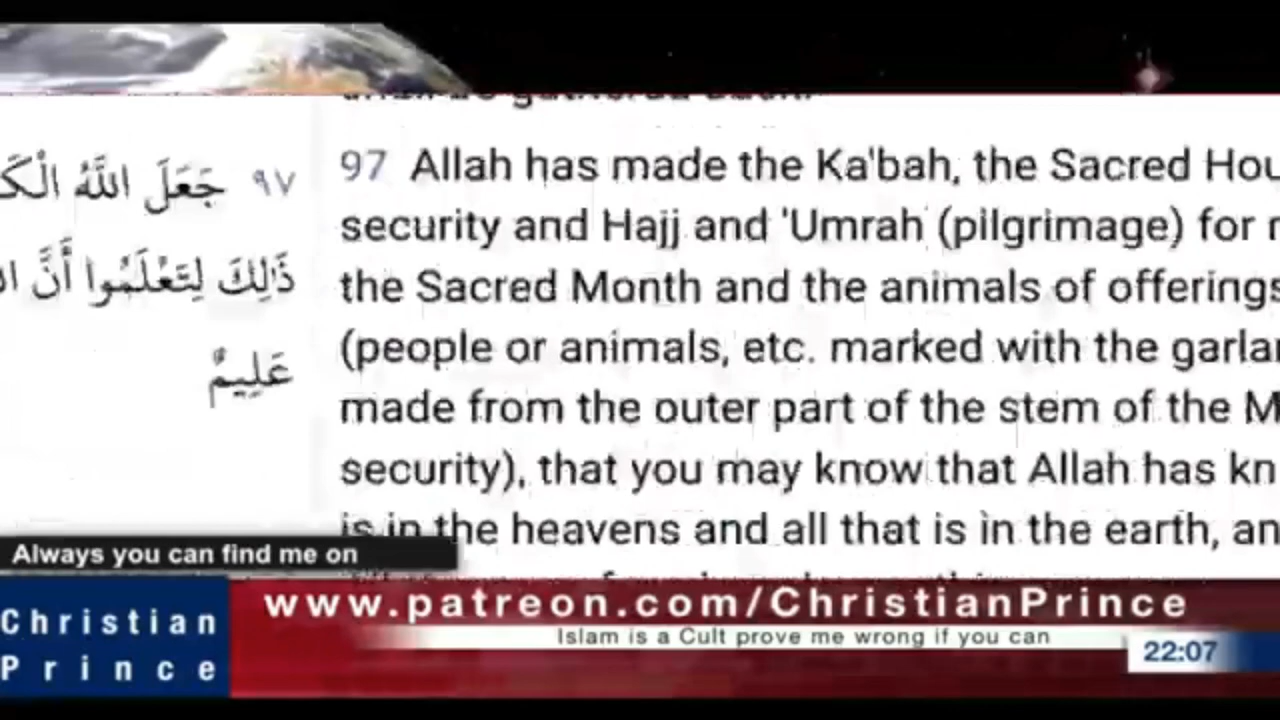 97 Allah has made the Ka'bah, the Sacred
security and Hajj and 'Umrah (pilgrimage) for
the Sacred Month and the animals of offerings
(people or animals, etc. marked with the
made from the outer part of the stem of the
security), that you may know that Allah has
is in the heavens and all that is in the earth,
٩٧ جَعَلَ اللَّهُ
ذَٰلِكَ لِتَعْلَمُوا أَنَّ
عَلِيمٌ
Always you can find me on
www.patreon.com/ChristianPrince
Islam is a Cult prove me wrong if you can
Christian
Prince
22:07